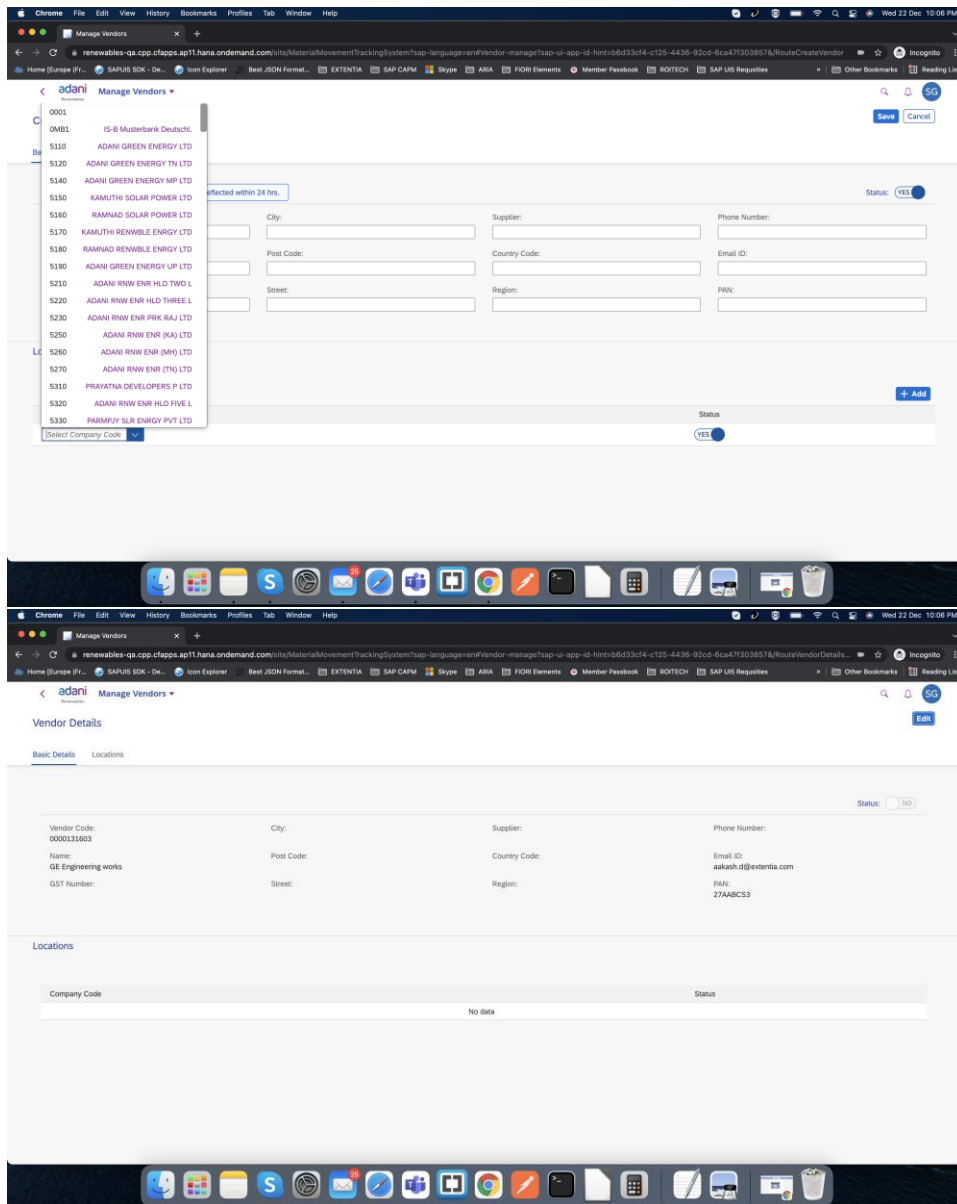 Chrome File Edit View History Bookmarks Profiles Tab Window Help Wed 22 Dec 10:06 PM
Manage Vendors
renewables-qa.cpp.cfapps.ap11.hana.ondemand.com/site/MaterialMovementTrackingSystem?sap-language=en#Vendor-manage?sap-ui-app-id-hint=b6d33cf4-c125-4436-92cd-6ca47f303857&/RouteCreateVendor Incognito
Home (Europe (Fr... SAPUI5 SDK - De... Icon Explorer Best JSON Format... EXTENTIA SAP CAPM Skype ARIA FIORI Elements Member Passbook ROITECH SAP UI5 Requsities » Other Bookmarks Reading Lis
adani Manage Vendors SG
Renewables
C Save Cancel
Ba
0001
0MB1 IS-B Musterbank Deutschl.
5110 ADANI GREEN ENERGY LTD
5120 ADANI GREEN ENERGY TN LTD
5140 ADANI GREEN ENERGY MP LTD
5150 KAMUTHI SOLAR POWER LTD
5160 RAMNAD SOLAR POWER LTD
5170 KAMUTHI RENWBLE ENRGY LTD
5180 RAMNAD RENWBLE ENRGY LTD
5190 ADANI GREEN ENERGY UP LTD
5210 ADANI RNW ENR HLD TWO L
5220 ADANI RNW ENR HLD THREE L
5230 ADANI RNW ENR PRK RAJ LTD
5250 ADANI RNW ENR (KA) LTD
5260 ADANI RNW ENR (MH) LTD
5270 ADANI RNW ENR (TN) LTD
5310 PRAYATNA DEVELOPERS P LTD
5320 ADANI RNW ENR HLD FIVE L
5330 PARMPJY SLR ENRGY PVT LTD
eflected within 24 hrs. Status: YES
City: Supplier: Phone Number:
Post Code: Country Code: Email ID:
Street: Region: PAN:
Lo
+ Add
Status
Select Company Code YES
25
Chrome File Edit View History Bookmarks Profiles Tab Window Help Wed 22 Dec 10:06 PM
Manage Vendors
renewables-qa.cpp.cfapps.ap11.hana.ondemand.com/site/MaterialMovementTrackingSystem?sap-language=en#Vendor-manage?sap-ui-app-id-hint=b6d33cf4-c125-4436-92cd-6ca47f303857&/RouteVendorDetails... Incognito
Home (Europe (Fr... SAPUI5 SDK - De... Icon Explorer Best JSON Format... EXTENTIA SAP CAPM Skype ARIA FIORI Elements Member Passbook ROITECH SAP UI5 Requsities » Other Bookmarks Reading Lis
adani Manage Vendors SG
Renewables
Vendor Details Edit
Basic Details Locations
Status: NO
Vendor Code: City: Supplier: Phone Number:
0000131603
Name: Post Code: Country Code: Email ID:
GE Engineering works aakash.d@extentia.com
GST Number: Street: Region: PAN:
27AABCS3
Locations
Company Code Status
No data
25